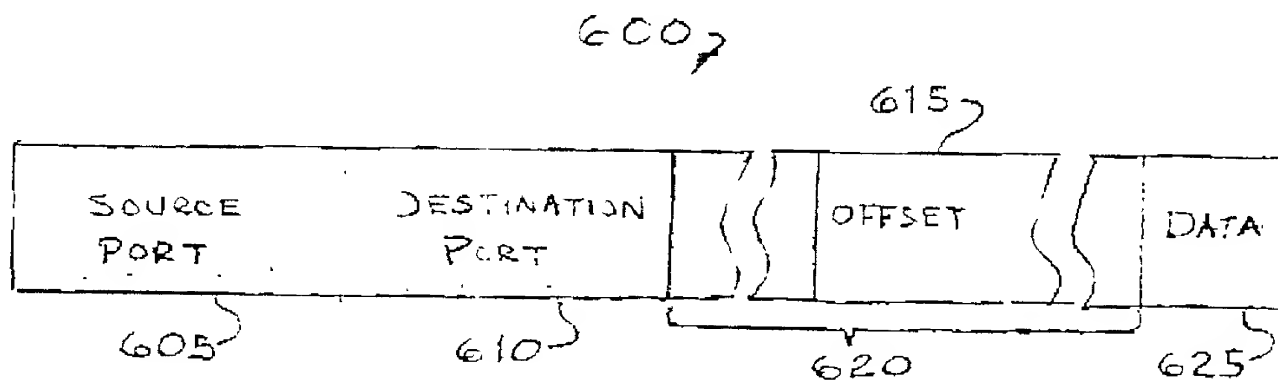 600
615
SOURCE PORT
DESTINATION PORT
OFFSET
DATA
605
610
620
625